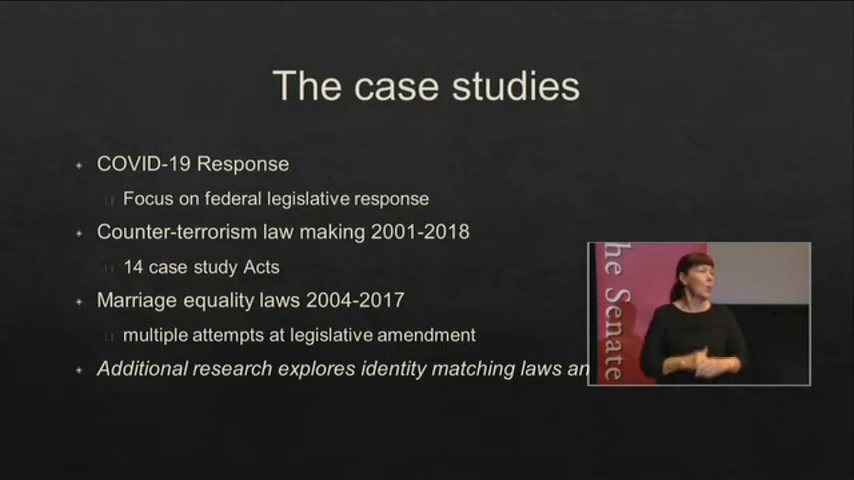 The case studies
COVID-19 Response
Focus on federal legislative response
Counter-terrorism law making 2001-2018
14 case study Acts
Marriage equality laws 2004-2017
multiple attempts at legislative amendment
Additional research explores identity matching laws an
he Senate